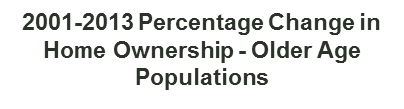 2001-2013 Percentage Change in
Home Ownership - Older Age
Populations